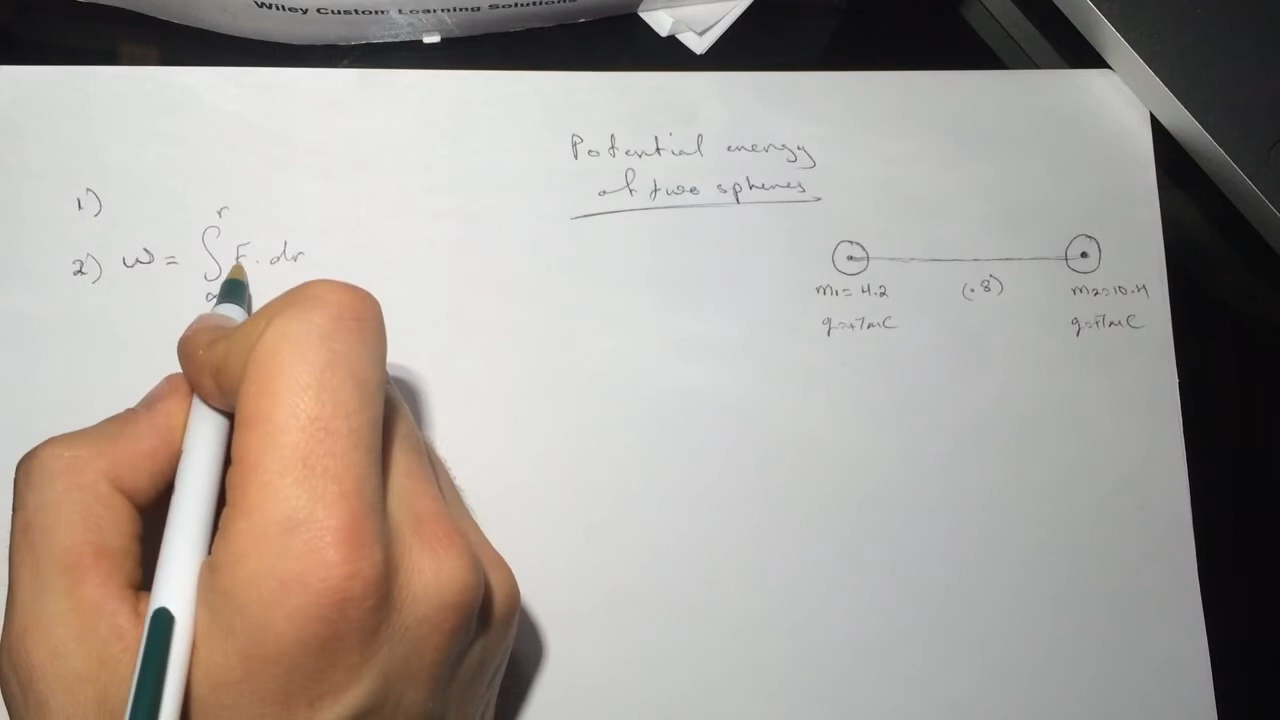 Wiley Custom Learning Solutions
Potential energy
of two spheres
1)
2) W = ∫ F. dr
r
∞
m1 = 4.2
(.8)
m2=10.4
q=+7mC
q=+7mC